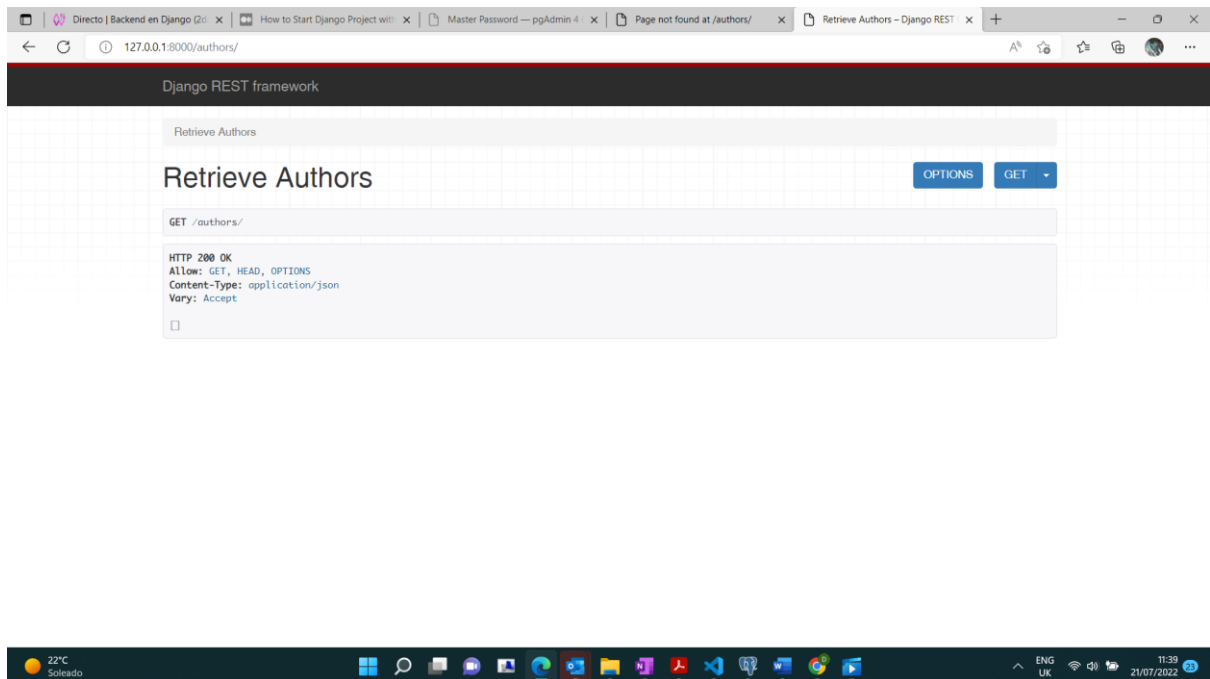 Directo | Backend en Django (2d
How to Start Django Project with
Master Password — pgAdmin 4
Page not found at /authors/
Retrieve Authors – Django REST
127.0.0.1:8000/authors/
Django REST framework
Retrieve Authors
Retrieve Authors
OPTIONS
GET
GET /authors/
HTTP 200 OK
Allow: GET, HEAD, OPTIONS
Content-Type: application/json
Vary: Accept
[]
22°C
Soleado
ENG
UK
11:39
21/07/2022
23